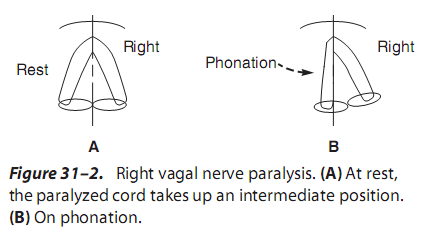 Right
Rest
Right
Phonation
A
B
Figure 31–2. Right vagal nerve paralysis. (A) At rest,
the paralyzed cord takes up an intermediate position.
(B) On phonation.